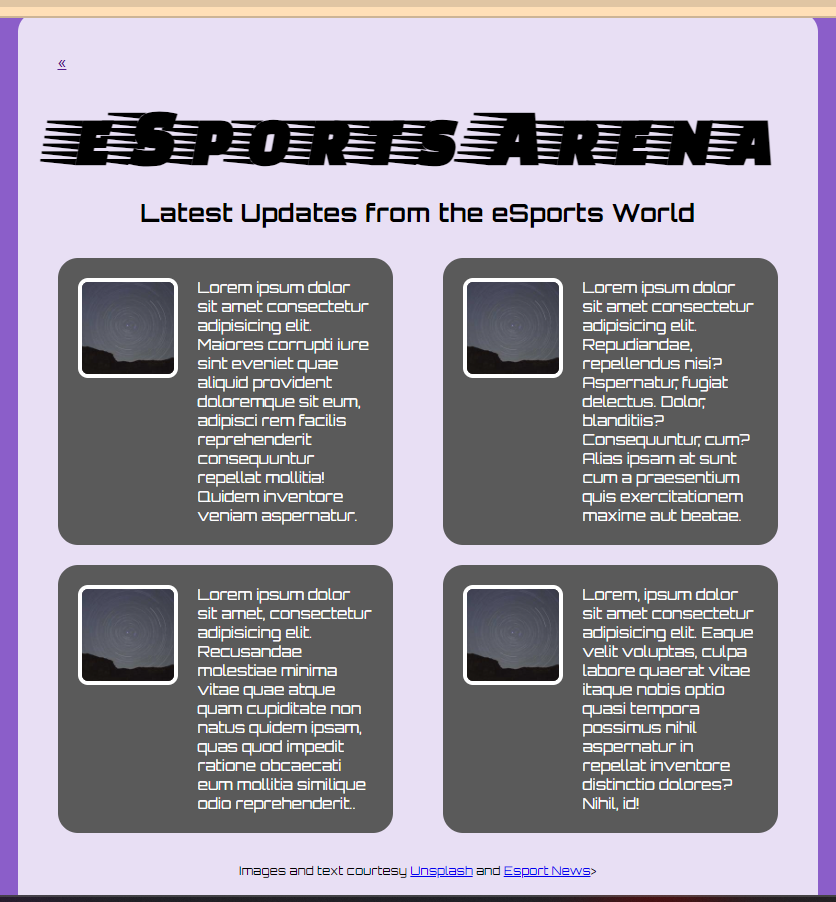 «
eSports Arena
Latest Updates from the eSports World
Lorem ipsum dolor
sit amet consectetur
adipisicing elit.
Maiores corrupti iure
sint eveniet quae
aliquid provident
doloremque sit eum,
adipisci rem facilis
reprehenderit
consequuntur
repellat mollitia!
Quidem inventore
veniam aspernatur.
Lorem ipsum dolor
sit amet consectetur
adipisicing elit.
Repudiandae,
repellendus nisi?
Aspernatur, fugiat
delectus. Dolor,
blanditiis?
Consequuntur, cum?
Alias ipsam at sunt
cum a praesentium
quis exercitationem
maxime aut beatae.
Lorem ipsum dolor
sit amet, consectetur
adipisicing elit.
Recusandae
molestiae minima
vitae quae atque
quam cupiditate non
natus quidem ipsam,
quas quod impedit
ratione obcaecati
eum mollitia similique
odio reprehenderit..
Lorem, ipsum dolor
sit amet consectetur
adipisicing elit. Eaque
velit voluptas, culpa
labore quaerat vitae
itaque nobis optio
quasi tempora
possimus nihil
aspernatur in
repellat inventore
distinctio dolores?
Nihil, id!
Images and text courtesy Unsplash and Esport News>